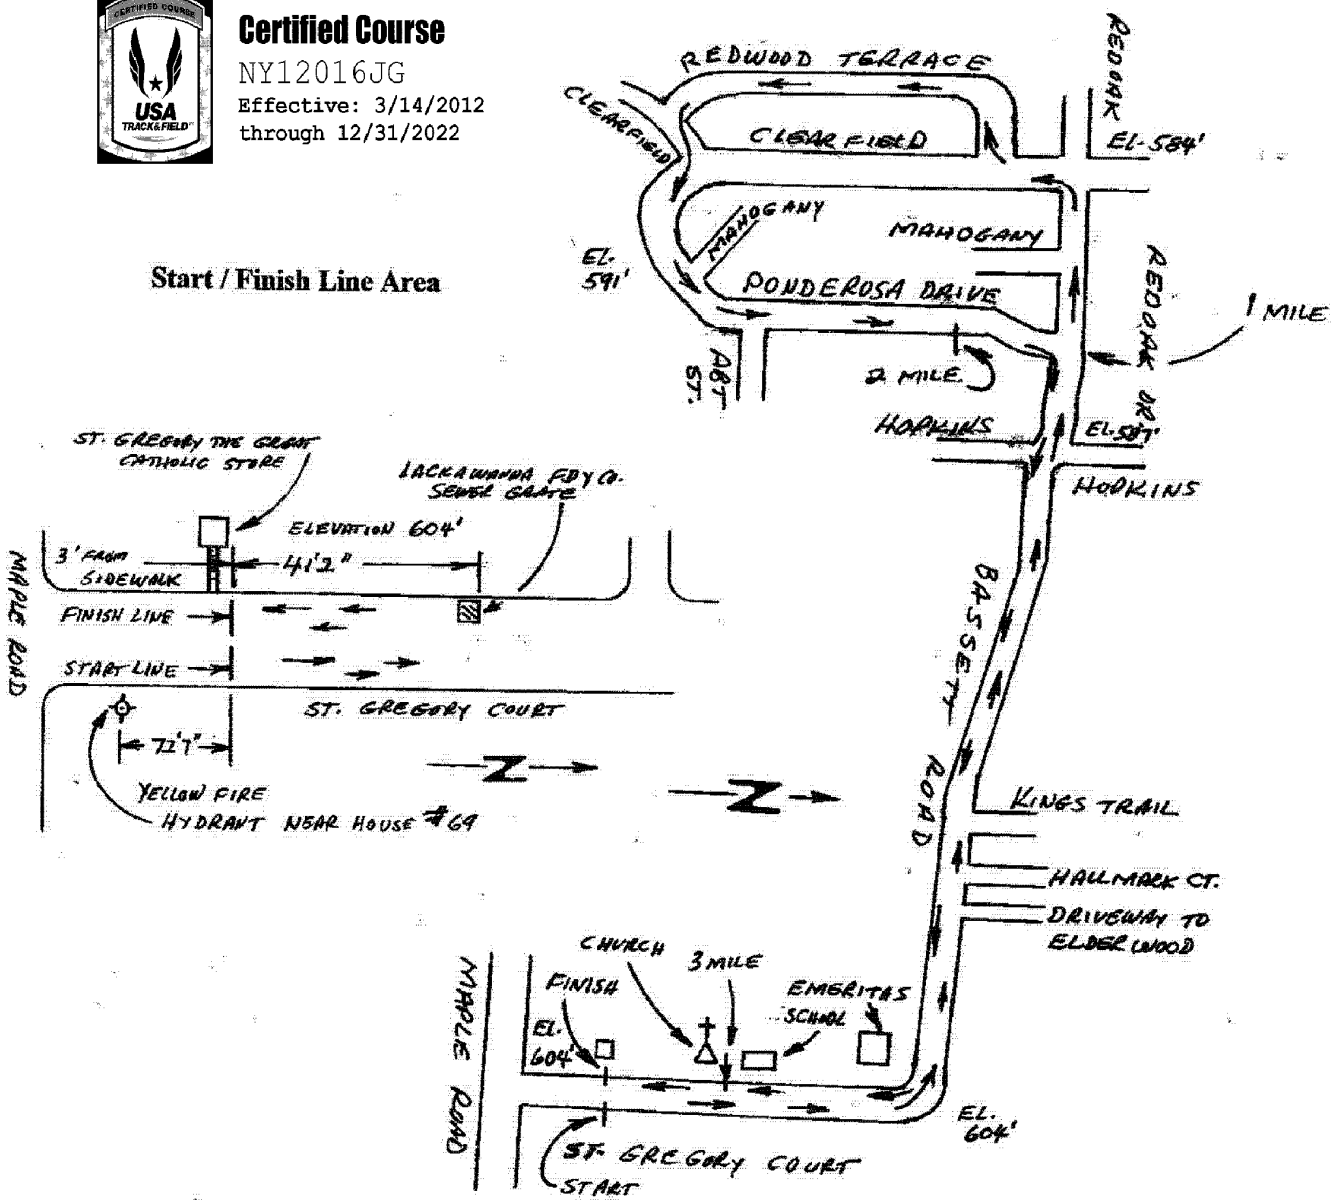 CERTIFIED COURSE
USA
TRACK&FIELD
Certified Course
NY12016JG
Effective: 3/14/2012
through 12/31/2022
Start / Finish Line Area
REDWOOD TERRACE
REDOAK
CLEARFIELD
CLEARFIELD
EL-584'
MAHOGANY
MAHOGANY
EL.
591'
PONDEROSA DRIVE
REDOAK DR.
1 MILE
ABT
ST.
2 MILE
HOPKINS
EL.587'
HOPKINS
ST. GREGORY THE GREAT
CATHOLIC STORE
LACKAWANNA FDY CO.
SEWER GRATE
ELEVATION 604'
3' FROM
SIDEWALK
41'2"
MAPLE ROAD
FINISH LINE
START LINE
ST. GREGORY COURT
72'7"
YELLOW FIRE
HYDRANT NEAR HOUSE #69
N
N
BASSETT ROAD
KINGS TRAIL
HALLMARK CT.
DRIVEWAY TO
ELDERWOOD
CHURCH
3 MILE
FINISH
EMERITAS
SCHOOL
EL.
604'
MAPLE ROAD
EL.
604'
ST. GREGORY COURT
START